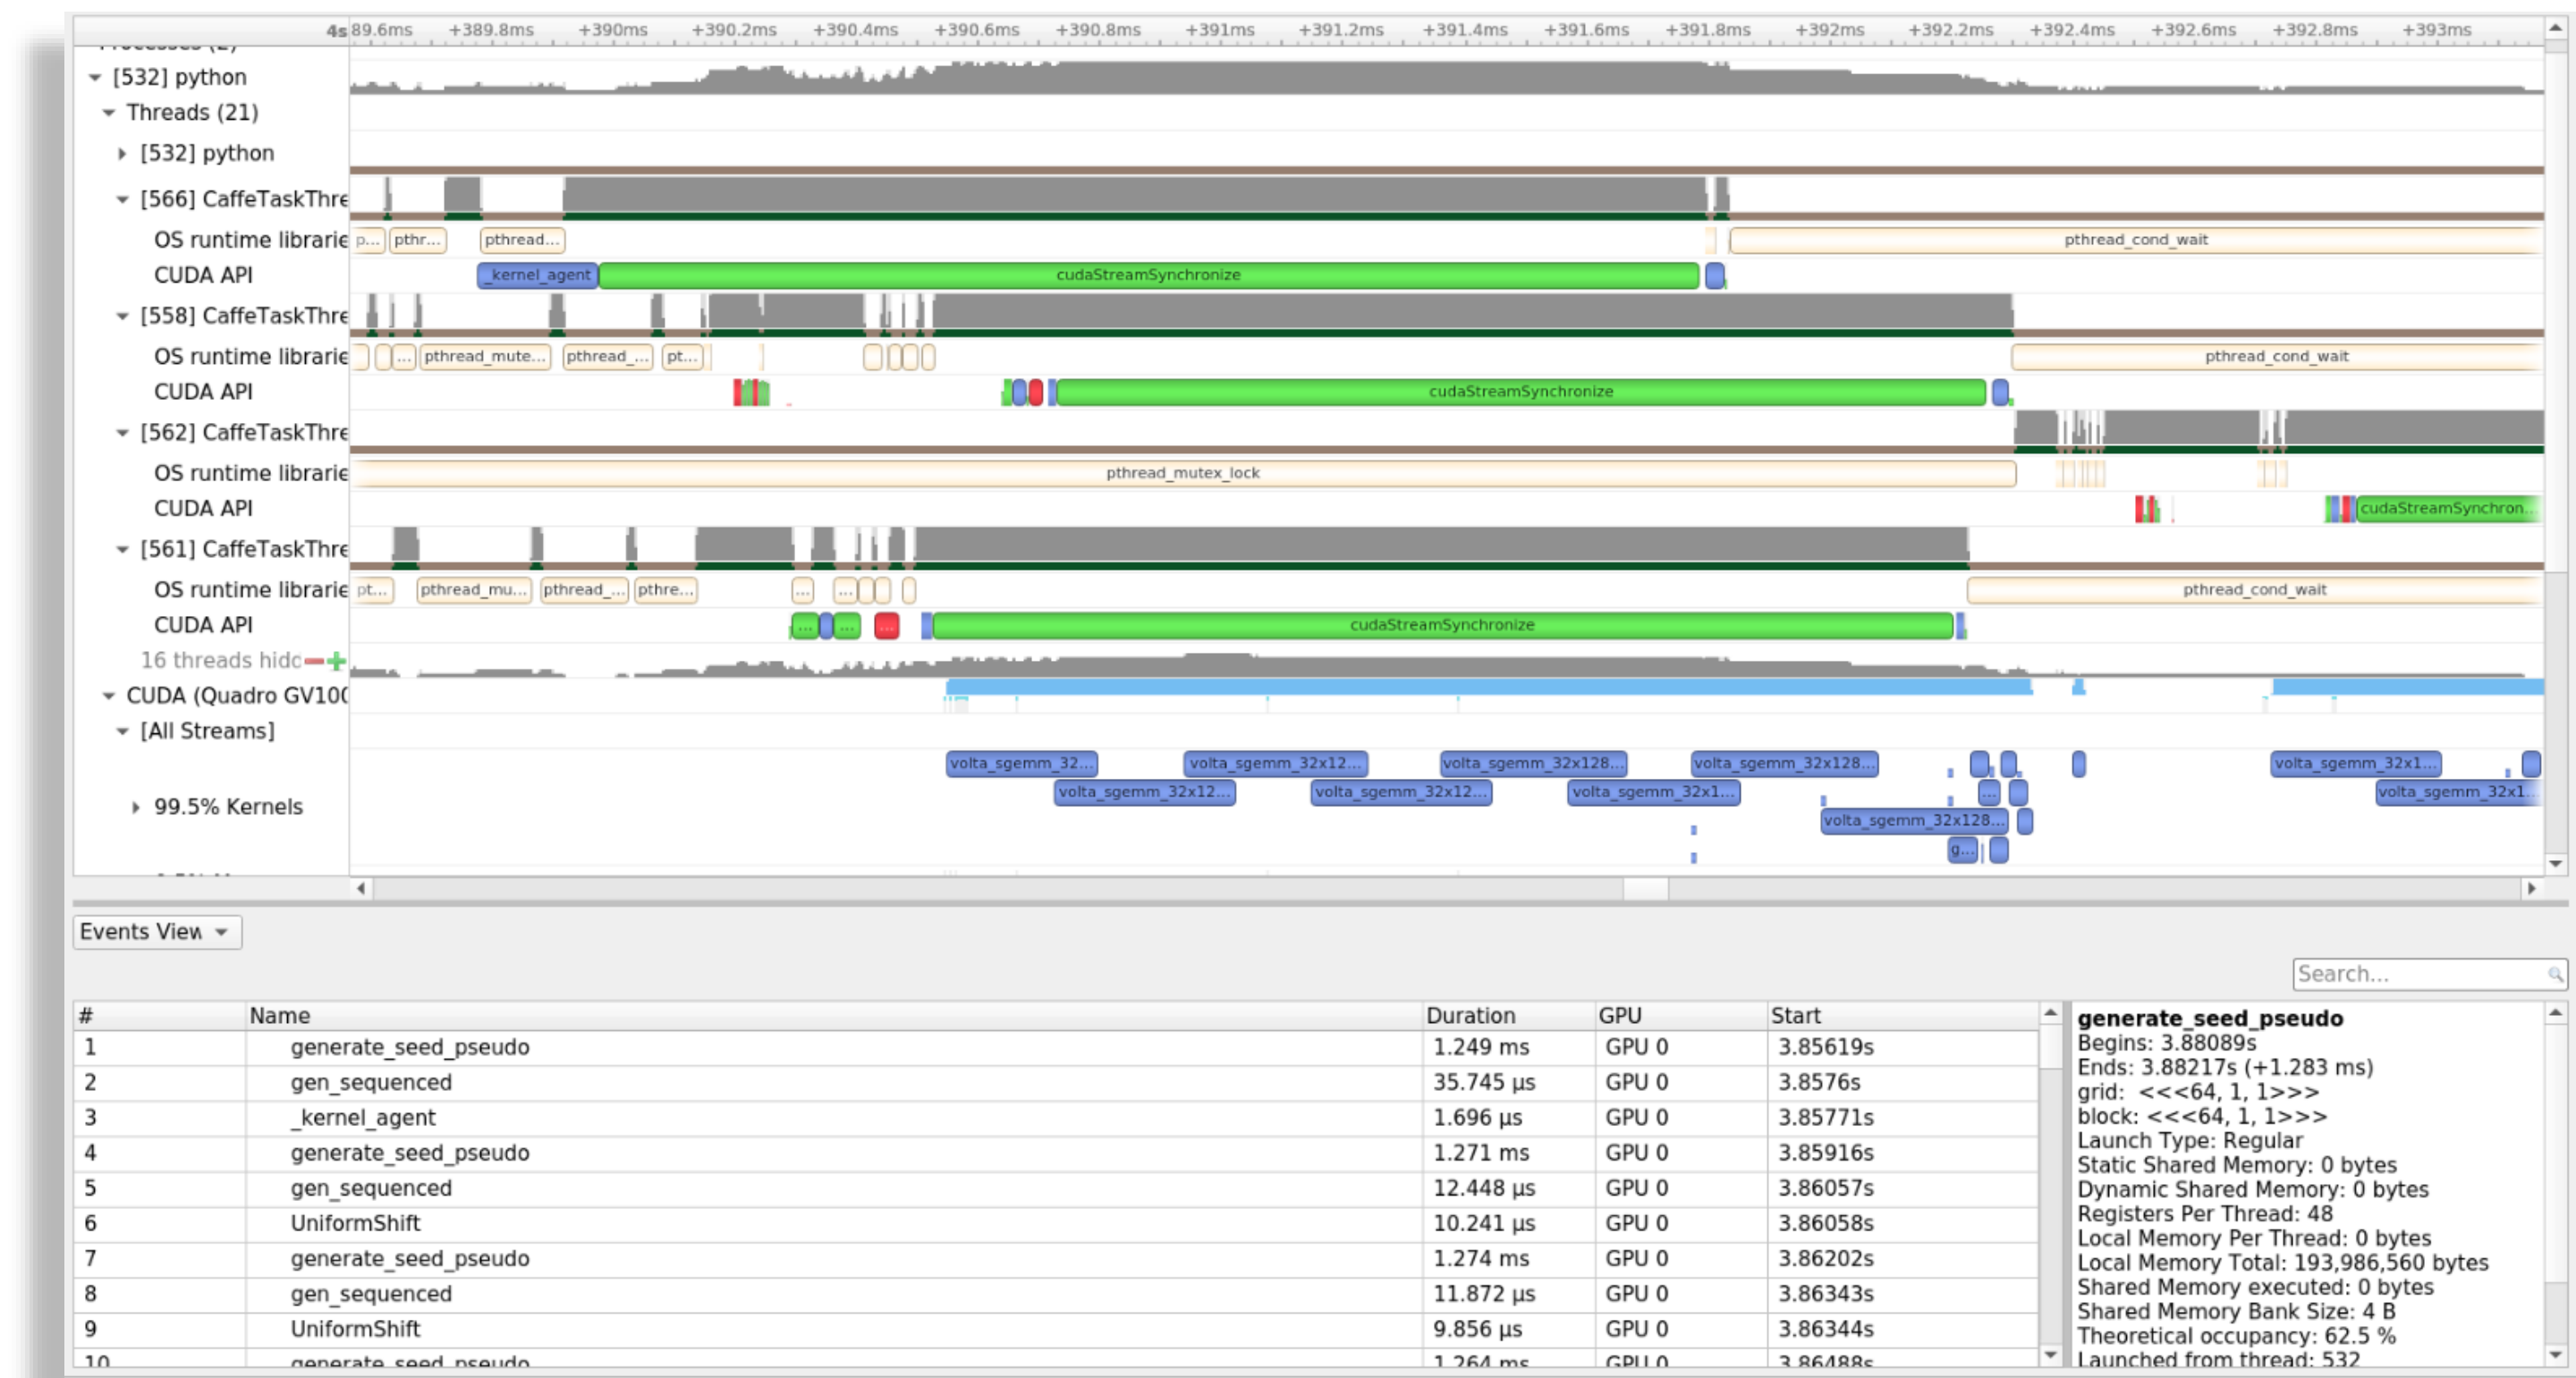 4s 89.6ms +389.8ms +390ms +390.2ms +390.4ms +390.6ms +390.8ms +391ms +391.2ms +391.4ms +391.6ms +391.8ms +392ms +392.2ms +392.4ms +392.6ms +392.8ms +393ms
Processes (2)
[532] python
Threads (21)
[532] python
[566] CaffeTaskThre
OS runtime librarie p... pthr... pthread... pthread_cond_wait
CUDA API _kernel_agent cudaStreamSynchronize
[558] CaffeTaskThre
OS runtime librarie ... pthread_mute... pthread_... pt... pthread_cond_wait
CUDA API cudaStreamSynchronize
[562] CaffeTaskThre
OS runtime librarie pthread_mutex_lock
CUDA API cudaStreamSynchron...
[561] CaffeTaskThre
OS runtime librarie pt... pthread_mu... pthread_... pthre... ... ... pthread_cond_wait
CUDA API ... ... ... cudaStreamSynchronize
16 threads hidd
CUDA (Quadro GV100
[All Streams]
volta_sgemm_32... volta_sgemm_32x12... volta_sgemm_32x128... volta_sgemm_32x128... volta_sgemm_32x1...
volta_sgemm_32x12... volta_sgemm_32x12... volta_sgemm_32x1... ... volta_sgemm_32x1...
99.5% Kernels
volta_sgemm_32x128...
g...
Events View
Search...
# Name Duration GPU Start
1 generate_seed_pseudo 1.249 ms GPU 0 3.85619s
2 gen_sequenced 35.745 μs GPU 0 3.8576s
3 _kernel_agent 1.696 μs GPU 0 3.85771s
4 generate_seed_pseudo 1.271 ms GPU 0 3.85916s
5 gen_sequenced 12.448 μs GPU 0 3.86057s
6 UniformShift 10.241 μs GPU 0 3.86058s
7 generate_seed_pseudo 1.274 ms GPU 0 3.86202s
8 gen_sequenced 11.872 μs GPU 0 3.86343s
9 UniformShift 9.856 μs GPU 0 3.86344s
10 generate_seed_pseudo 1.264 ms GPU 0 3.86488s
generate_seed_pseudo
Begins: 3.88089s
Ends: 3.88217s (+1.283 ms)
grid: <<<64, 1, 1>>>
block: <<<64, 1, 1>>>
Launch Type: Regular
Static Shared Memory: 0 bytes
Dynamic Shared Memory: 0 bytes
Registers Per Thread: 48
Local Memory Per Thread: 0 bytes
Local Memory Total: 193,986,560 bytes
Shared Memory executed: 0 bytes
Shared Memory Bank Size: 4 B
Theoretical occupancy: 62.5 %
Launched from thread: 532